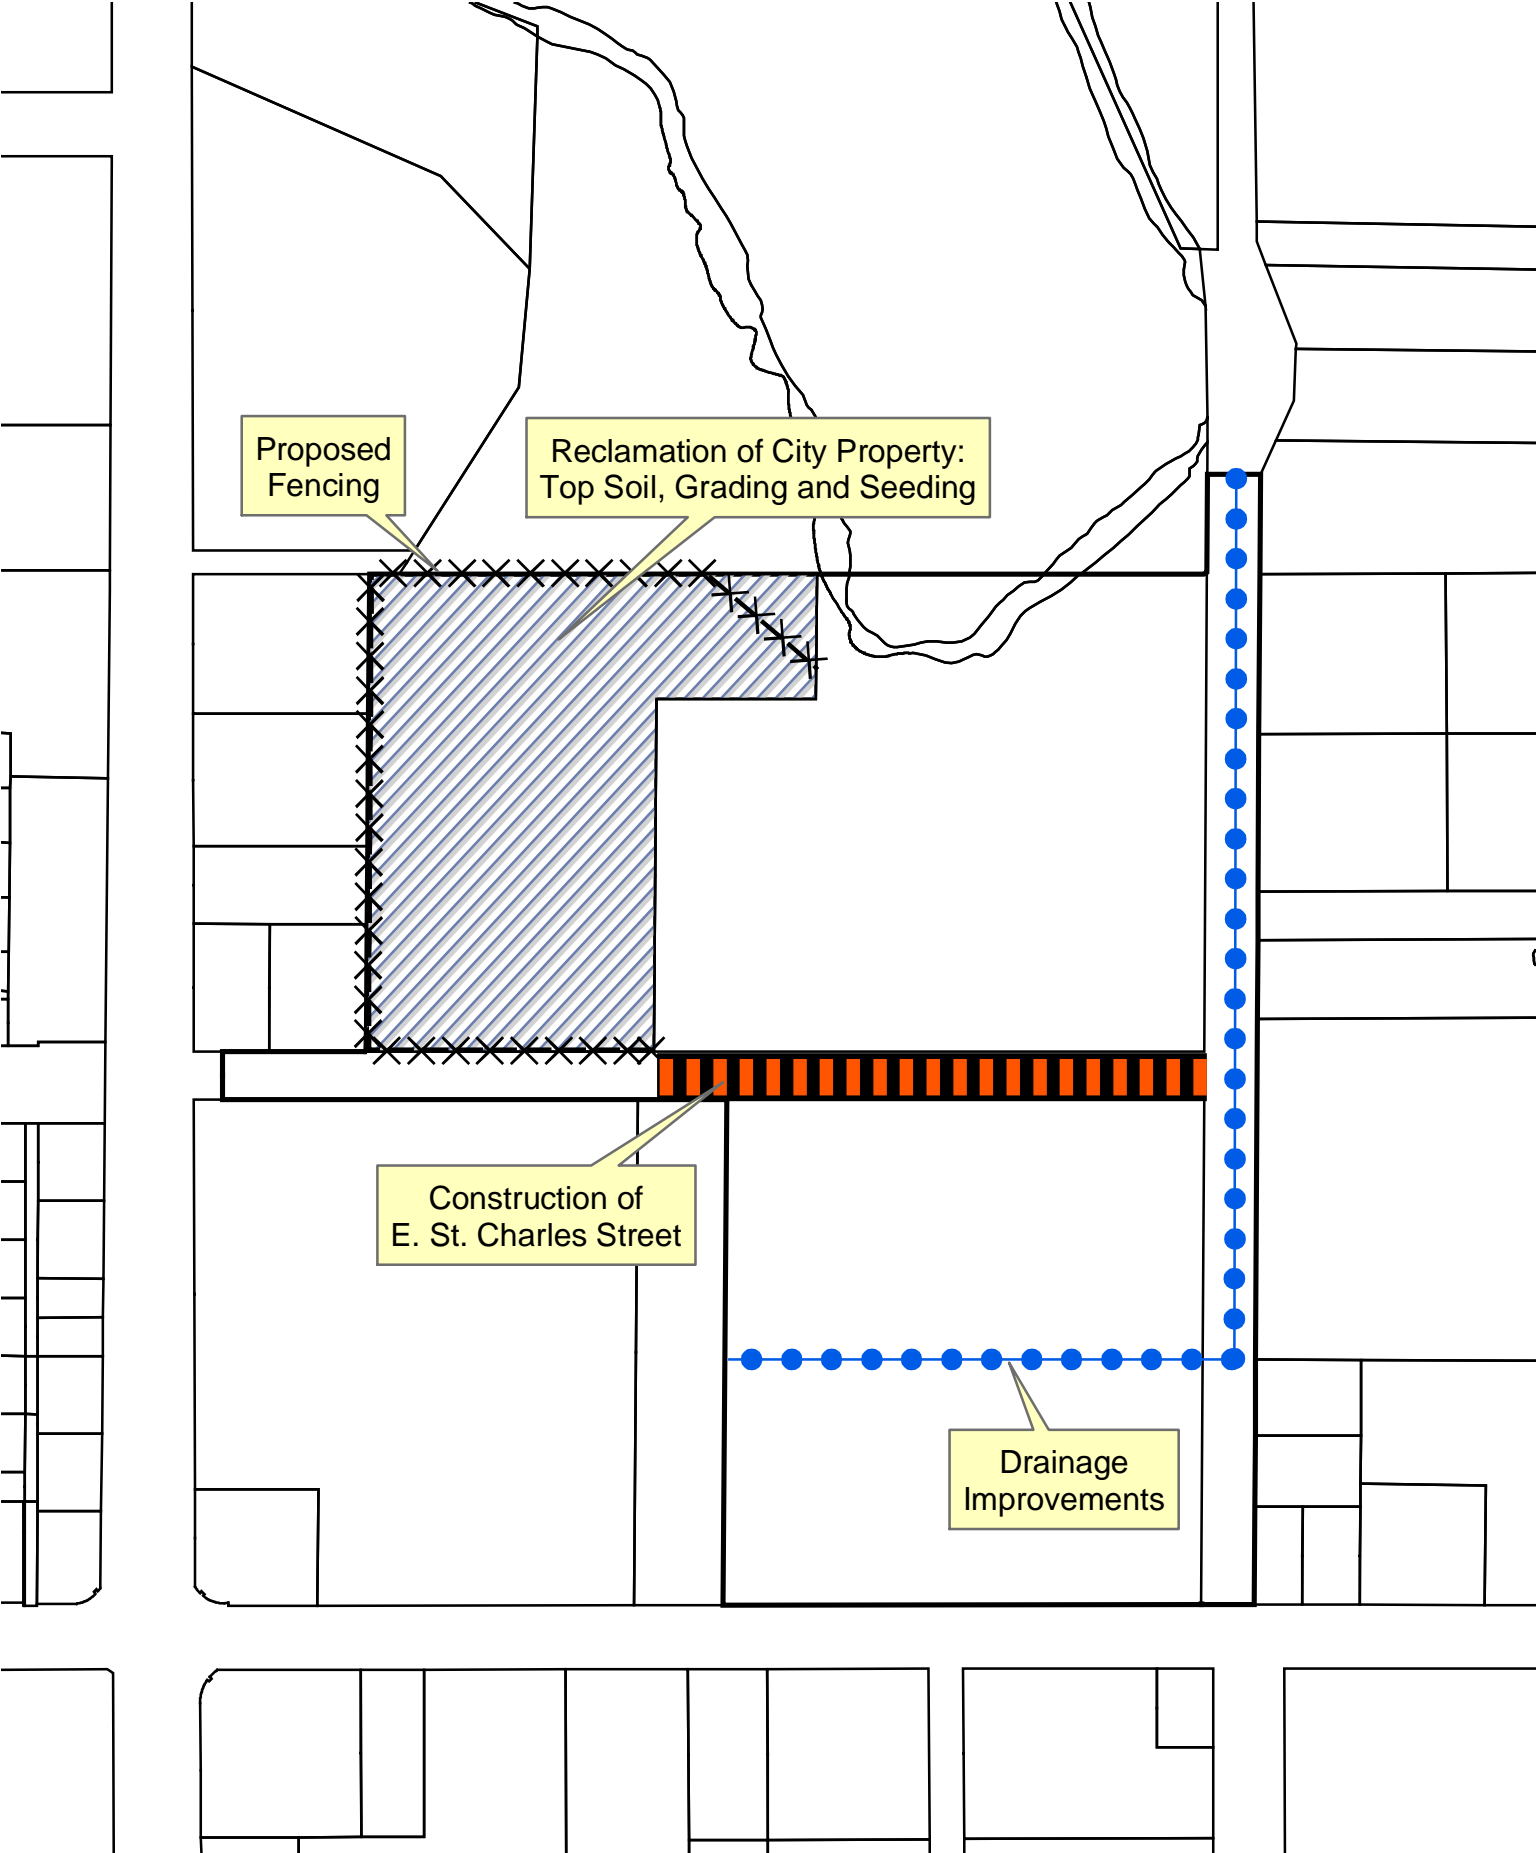 Proposed
Fencing
Reclamation of City Property:
Top Soil, Grading and Seeding
Construction of
E. St. Charles Street
Drainage
Improvements